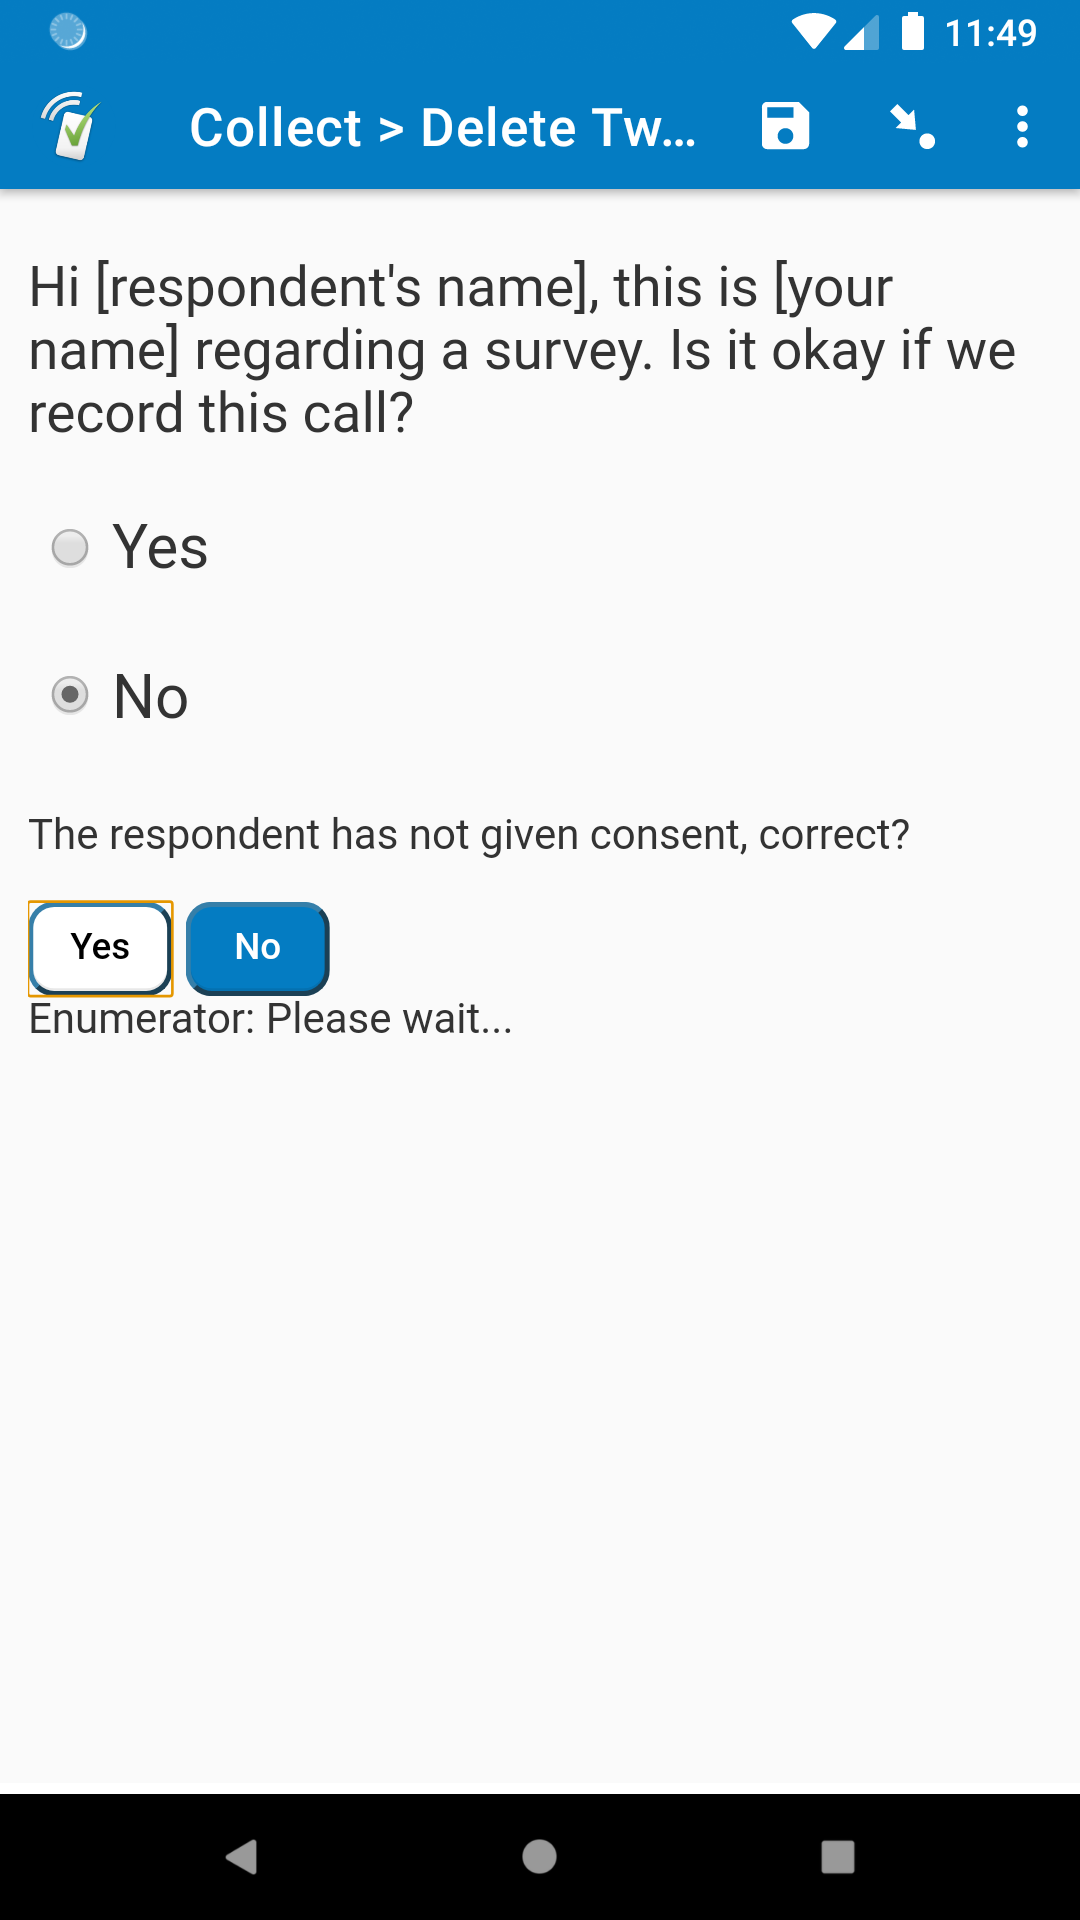 11:49
Collect > Delete Tw...
Hi [respondent's name], this is [your
name] regarding a survey. Is it okay if we
record this call?
Yes
No
The respondent has not given consent, correct?
Yes No
Enumerator: Please wait...